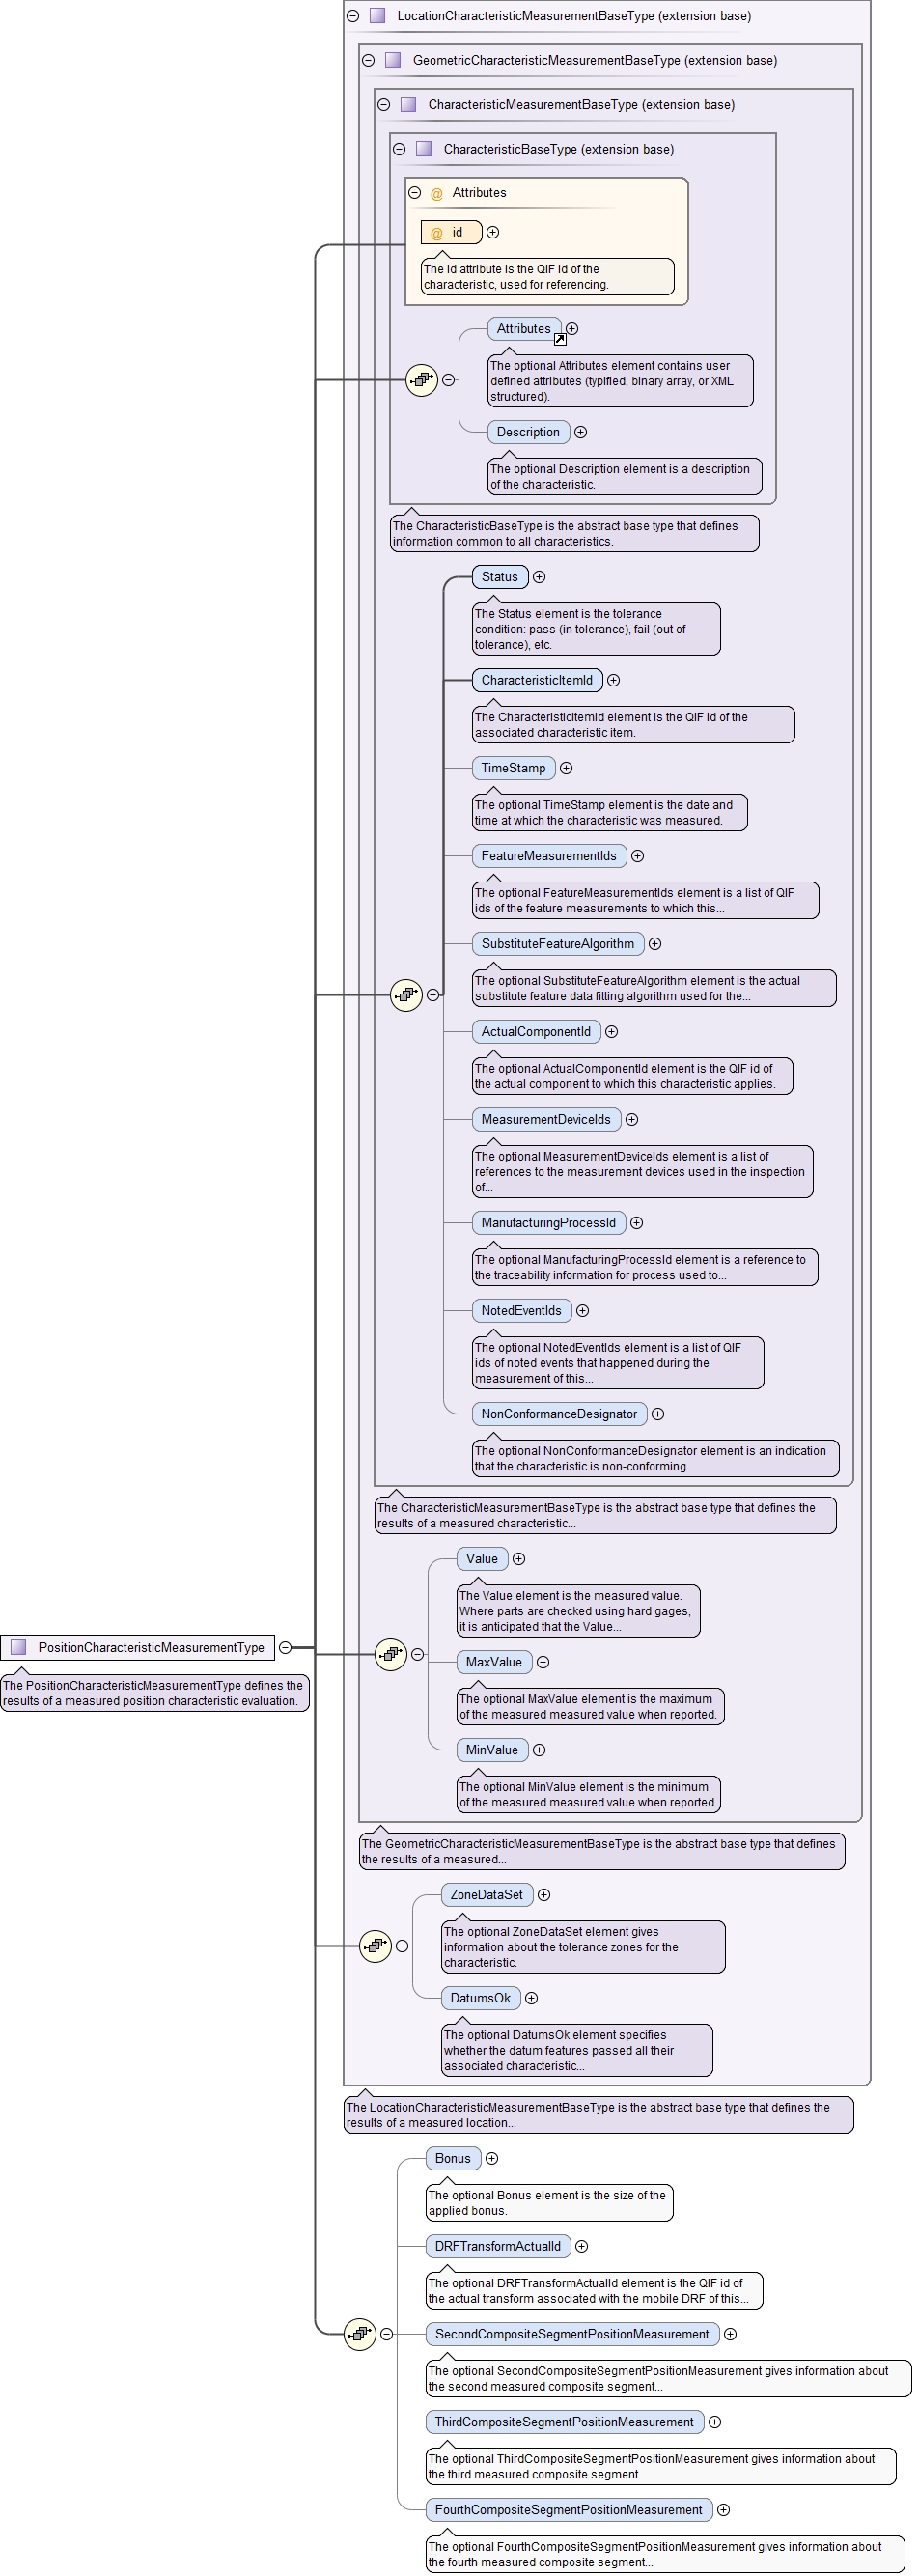 LocationCharacteristicMeasurementBaseType (extension base)
GeometricCharacteristicMeasurementBaseType (extension base)
CharacteristicMeasurementBaseType (extension base)
CharacteristicBaseType (extension base)
@ Attributes
@ id
The id attribute is the QIF id of the
characteristic, used for referencing.
Attributes
The optional Attributes element contains user
defined attributes (typified, binary array, or XML
structured).
Description
The optional Description element is a description
of the characteristic.
The CharacteristicBaseType is the abstract base type that defines
information common to all characteristics.
Status
The Status element is the tolerance
condition: pass (in tolerance), fail (out of
tolerance), etc.
CharacteristicItemId
The CharacteristicItemId element is the QIF id of the
associated characteristic item.
TimeStamp
The optional TimeStamp element is the date and
time at which the characteristic was measured.
FeatureMeasurementIds
The optional FeatureMeasurementIds element is a list of QIF
ids of the feature measurements to which this...
SubstituteFeatureAlgorithm
The optional SubstituteFeatureAlgorithm element is the actual
substitute feature data fitting algorithm used for the...
ActualComponentId
The optional ActualComponentId element is the QIF id of
the actual component to which this characteristic applies.
MeasurementDeviceIds
The optional MeasurementDeviceIds element is a list of
references to the measurement devices used in the inspection
of...
ManufacturingProcessId
The optional ManufacturingProcessId element is a reference to
the traceability information for process used to...
NotedEventIds
The optional NotedEventIds element is a list of QIF
ids of noted events that happened during the
measurement of this...
NonConformanceDesignator
The optional NonConformanceDesignator element is an indication
that the characteristic is non-conforming.
The CharacteristicMeasurementBaseType is the abstract base type that defines the
results of a measured characteristic...
Value
The Value element is the measured value.
Where parts are checked using hard gages,
it is anticipated that the Value...
PositionCharacteristicMeasurementType
The PositionCharacteristicMeasurementType defines the
results of a measured position characteristic evaluation.
MaxValue
The optional MaxValue element is the maximum
of the measured measured value when reported.
MinValue
The optional MinValue element is the minimum
of the measured measured value when reported.
The GeometricCharacteristicMeasurementBaseType is the abstract base type that defines
the results of a measured...
ZoneDataSet
The optional ZoneDataSet element gives
information about the tolerance zones for the
characteristic.
DatumsOk
The optional DatumsOk element specifies
whether the datum features passed all their
associated characteristic...
The LocationCharacteristicMeasurementBaseType is the abstract base type that defines the
results of a measured location...
Bonus
The optional Bonus element is the size of the
applied bonus.
DRFTransformActualId
The optional DRFTransformActualId element is the QIF id of
the actual transform associated with the mobile DRF of this...
SecondCompositeSegmentPositionMeasurement
The optional SecondCompositeSegmentPositionMeasurement gives information about
the second measured composite segment...
ThirdCompositeSegmentPositionMeasurement
The optional ThirdCompositeSegmentPositionMeasurement gives information about
the third measured composite segment...
FourthCompositeSegmentPositionMeasurement
The optional FourthCompositeSegmentPositionMeasurement gives information about
the fourth measured composite segment...